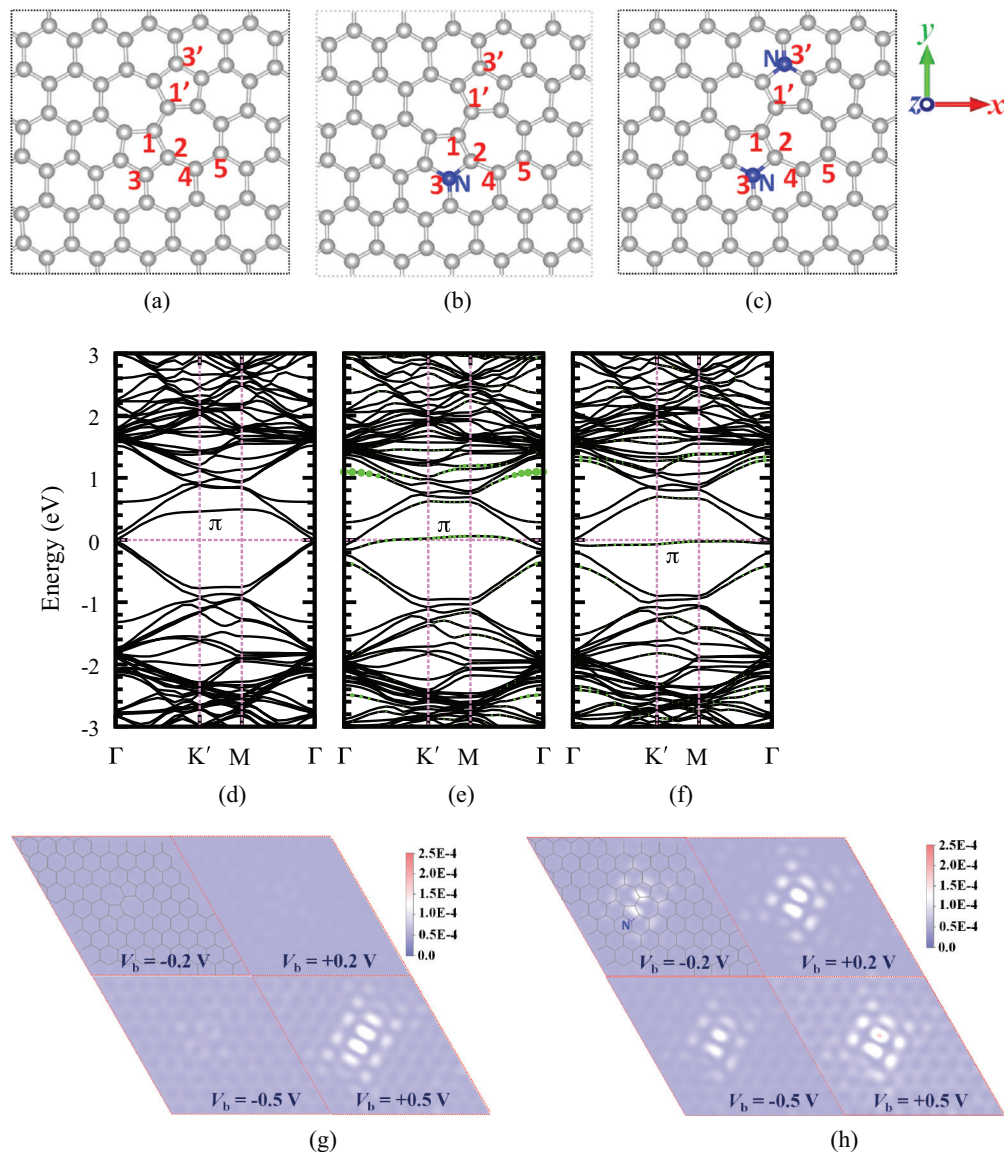 3' 1' 1 2 3 4 5
(a)
3' 1' 1 2 3 N 4 5
(b)
N 3' 1' 1 2 3 N 4 5
(c)
y
z x
Energy (eV)
3
2
1
0
-1
-2
-3
π
Γ K′ M Γ
(d)
π
Γ K′ M Γ
(e)
π
Γ K′ M Γ
(f)
2.5E-4
2.0E-4
1.5E-4
1.0E-4
0.5E-4
0.0
Vb = -0.2 V Vb = +0.2 V
Vb = -0.5 V Vb = +0.5 V
(g)
N
2.5E-4
2.0E-4
1.5E-4
1.0E-4
0.5E-4
0.0
Vb = -0.2 V Vb = +0.2 V
Vb = -0.5 V Vb = +0.5 V
(h)